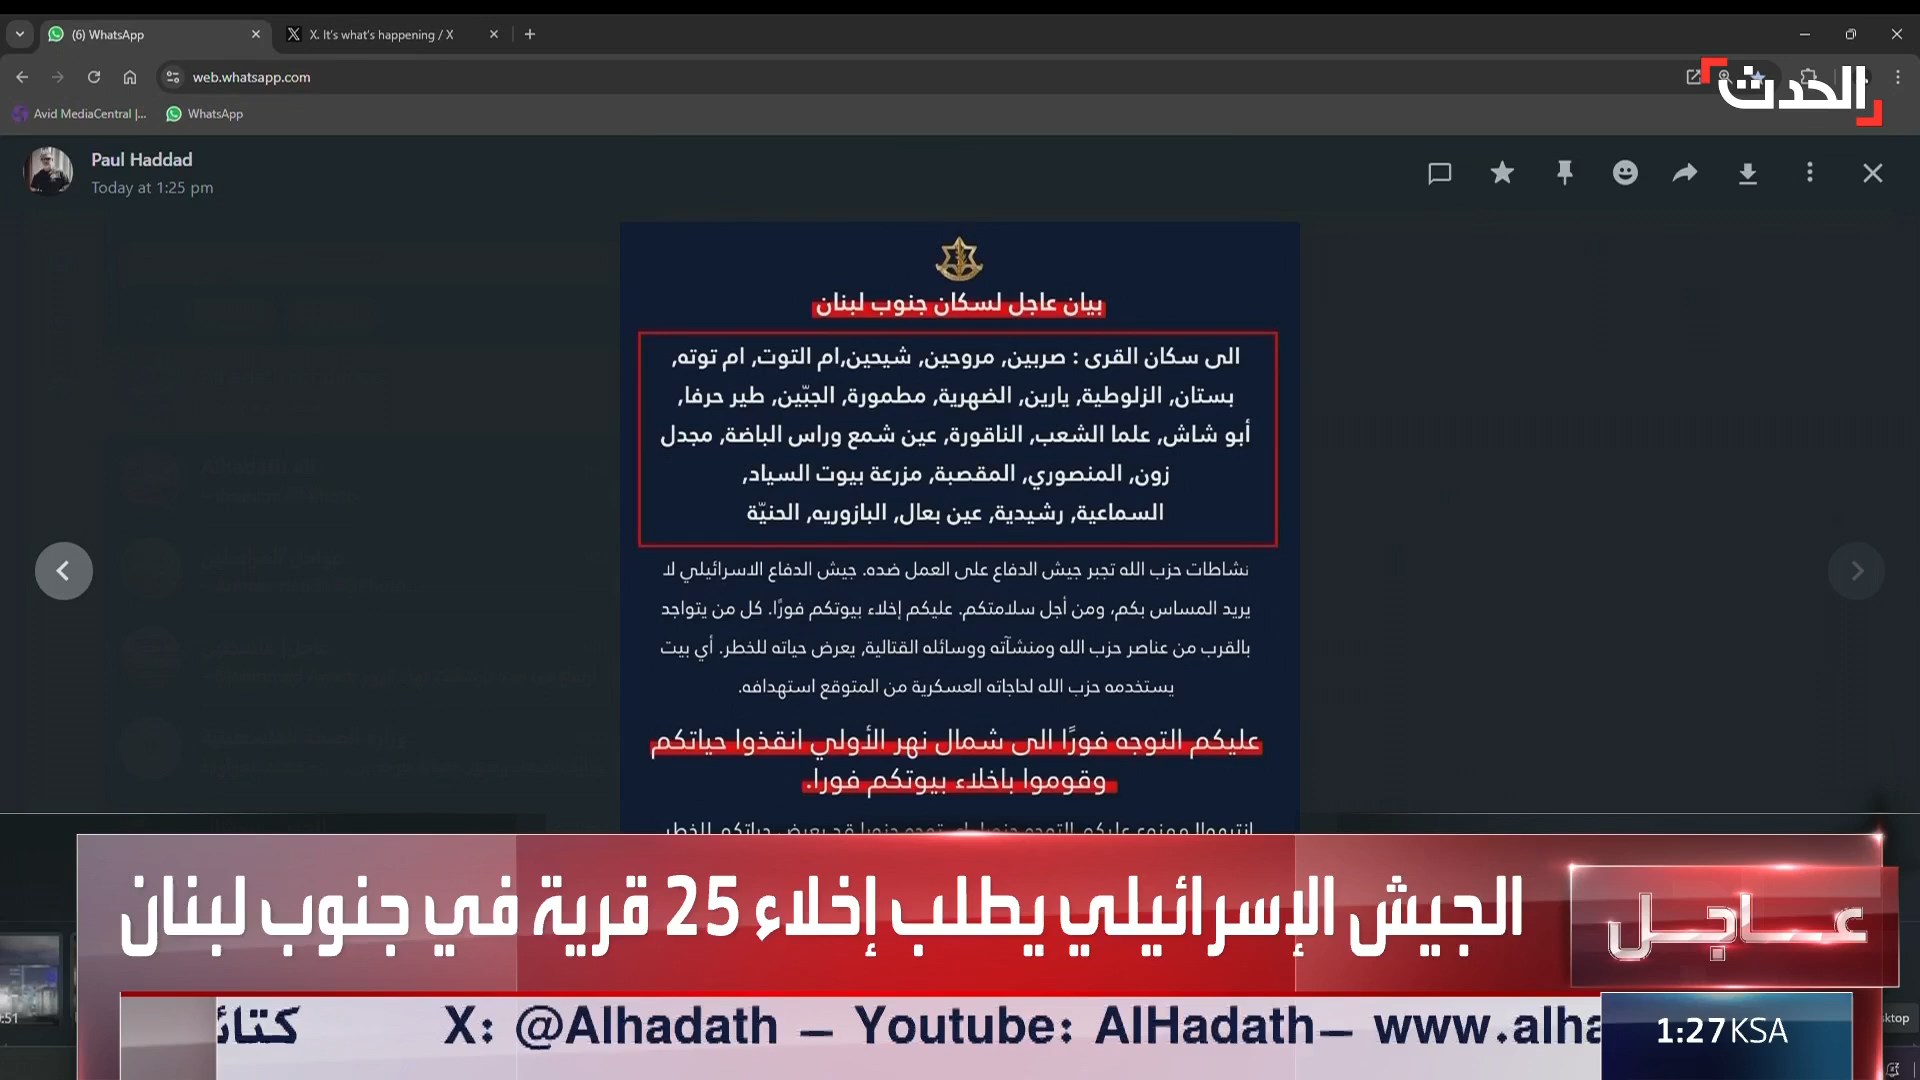 (6) WhatsApp
X. It's what's happening / X
web.whatsapp.com
Avid MediaCentral |...
WhatsApp
الحدث
Paul Haddad
Today at 1:25 pm
بيان عاجل لسكان جنوب لبنان
الى سكان القرى : صربين, مروحين, شيحين,ام التوت, ام توته,
بستان, الزلوطية, يارين, الضهرية, مطمورة, الجبّين, طير حرفا,
أبو شاش, علما الشعب, الناقورة, عين شمع وراس الباضة, مجدل
زون, المنصوري, المقصبة, مزرعة بيوت السياد,
السماعية, رشيدية, عين بعال, البازوريه, الحنيّة
نشاطات حزب الله تجبر جيش الدفاع على العمل ضده. جيش الدفاع الاسرائيلي لا
يريد المساس بكم، ومن أجل سلامتكم. عليكم إخلاء بيوتكم فورًا. كل من يتواجد
بالقرب من عناصر حزب الله ومنشآته ووسائله القتالية, يعرض حياته للخطر. أي بيت
يستخدمه حزب الله لحاجاته العسكرية من المتوقع استهدافه.
عليكم التوجه فورًا الى شمال نهر الأولي انقذوا حياتكم
وقوموا باخلاء بيوتكم فورا.
عاجل
الجيش الإسرائيلي يطلب إخلاء 25 قرية في جنوب لبنان
X: @Alhadath – Youtube: AlHadath– www.alha
1:27 KSA
:51
ktop